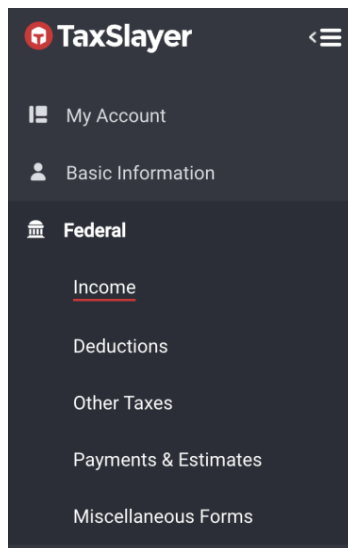 TaxSlayer
My Account
Basic Information
Federal
Income
Deductions
Other Taxes
Payments & Estimates
Miscellaneous Forms